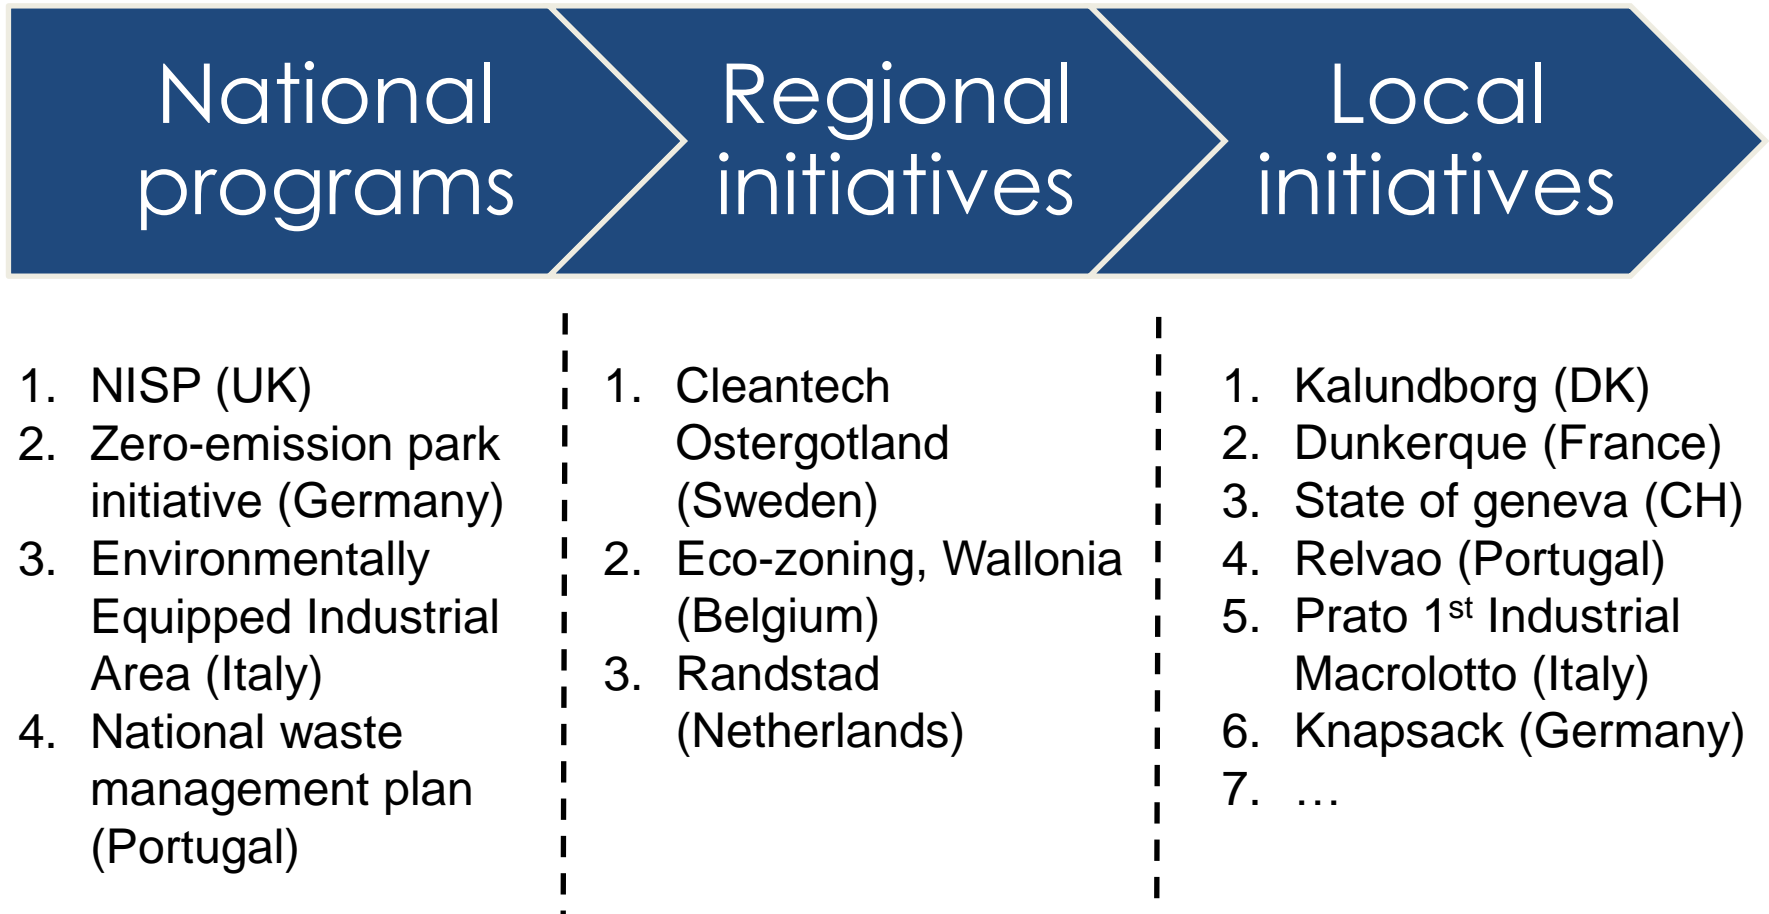 National
programs
Regional
initiatives
Local
initiatives
1. NISP (UK)
2. Zero-emission park
initiative (Germany)
3. Environmentally
Equipped Industrial
Area (Italy)
4. National waste
management plan
(Portugal)
1. Cleantech
Ostergotland
(Sweden)
2. Eco-zoning, Wallonia
(Belgium)
3. Randstad
(Netherlands)
1. Kalundborg (DK)
2. Dunkerque (France)
3. State of geneva (CH)
4. Relvao (Portugal)
5. Prato 1st Industrial
Macrolotto (Italy)
6. Knapsack (Germany)
7. …